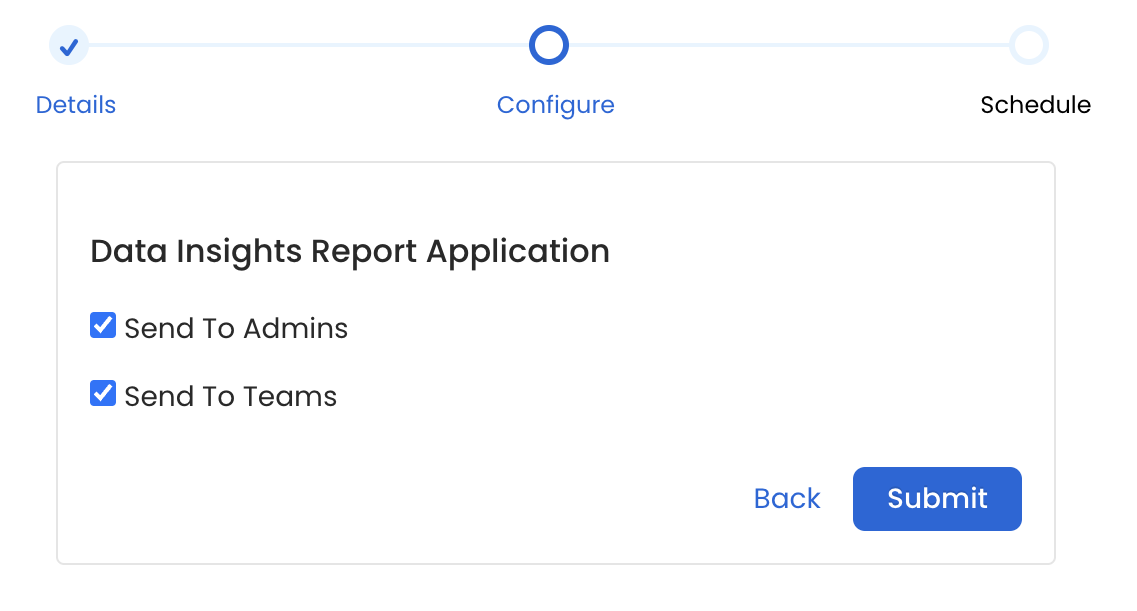 Details
Configure
Schedule
Data Insights Report Application
Send To Admins
Send To Teams
Back
Submit